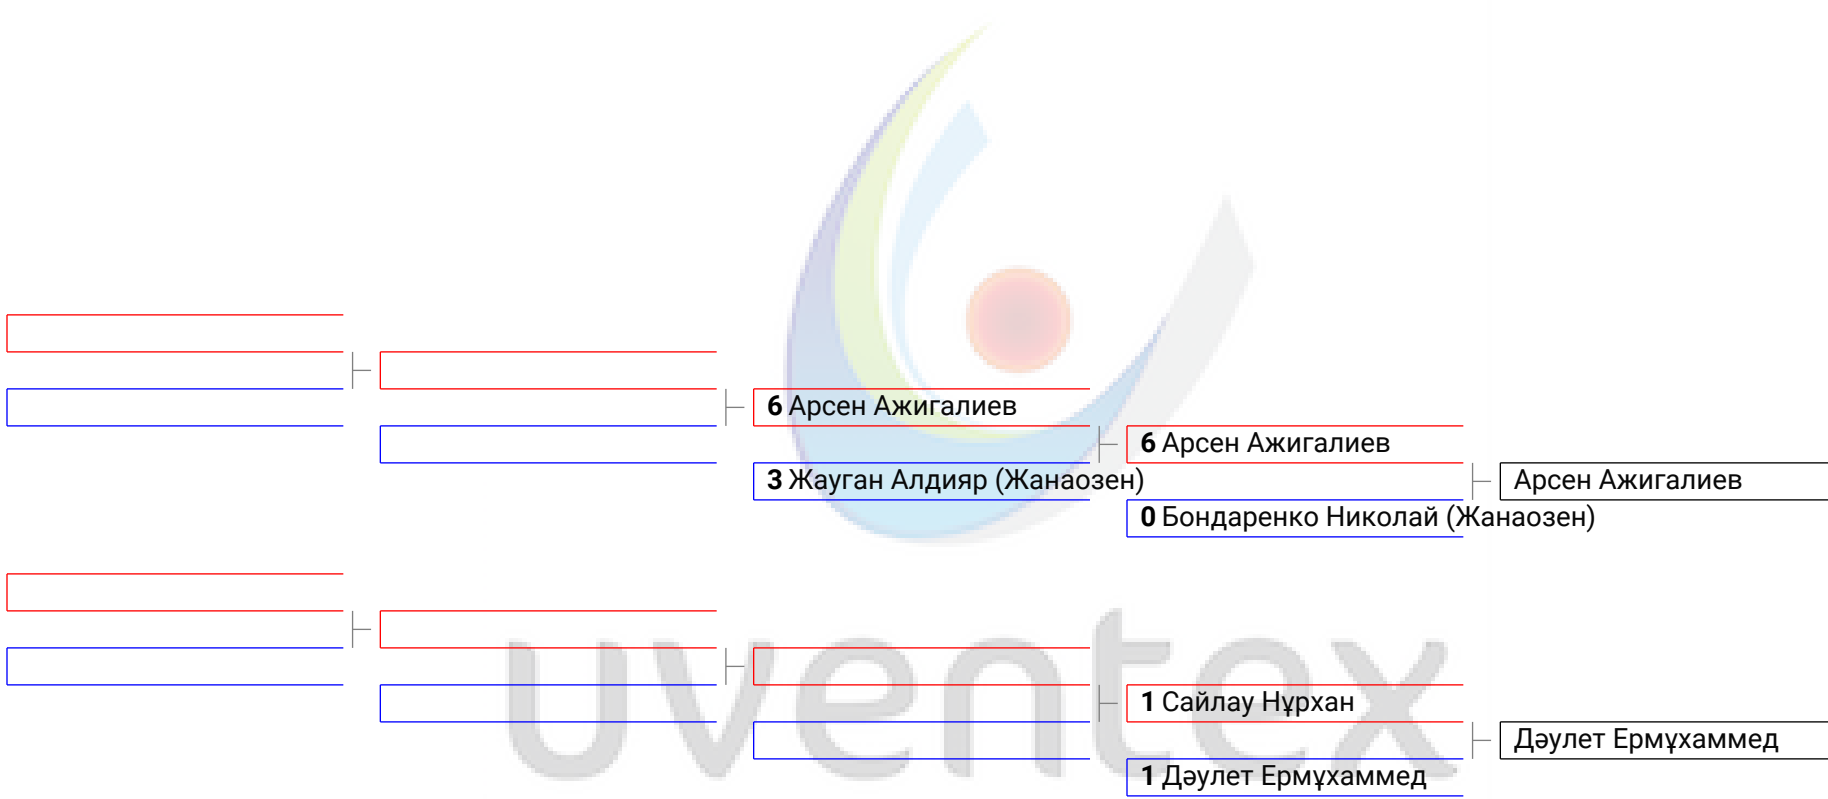 6 Арсен Ажигалиев
6 Арсен Ажигалиев
3 Жауган Алдияр (Жанаозен)
Арсен Ажигалиев
0 Бондаренко Николай (Жанаозен)
uventex
1 Сайлау Нұрхан
Дәулет Ермұхаммед
1 Дәулет Ермұхаммед